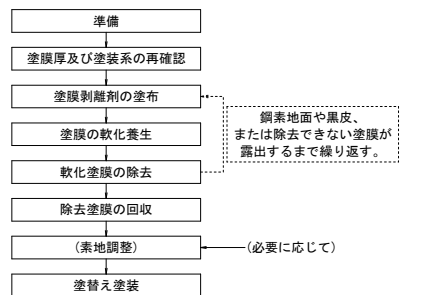 準備
塗膜厚及び塗装系の再確認
塗膜剥離剤の塗布
塗膜の軟化養生
軟化塗膜の除去
鋼素地面や黒皮、
または除去できない塗膜が
露出するまで繰り返す。
除去塗膜の回収
(素地調整)
(必要に応じて)
塗替え塗装